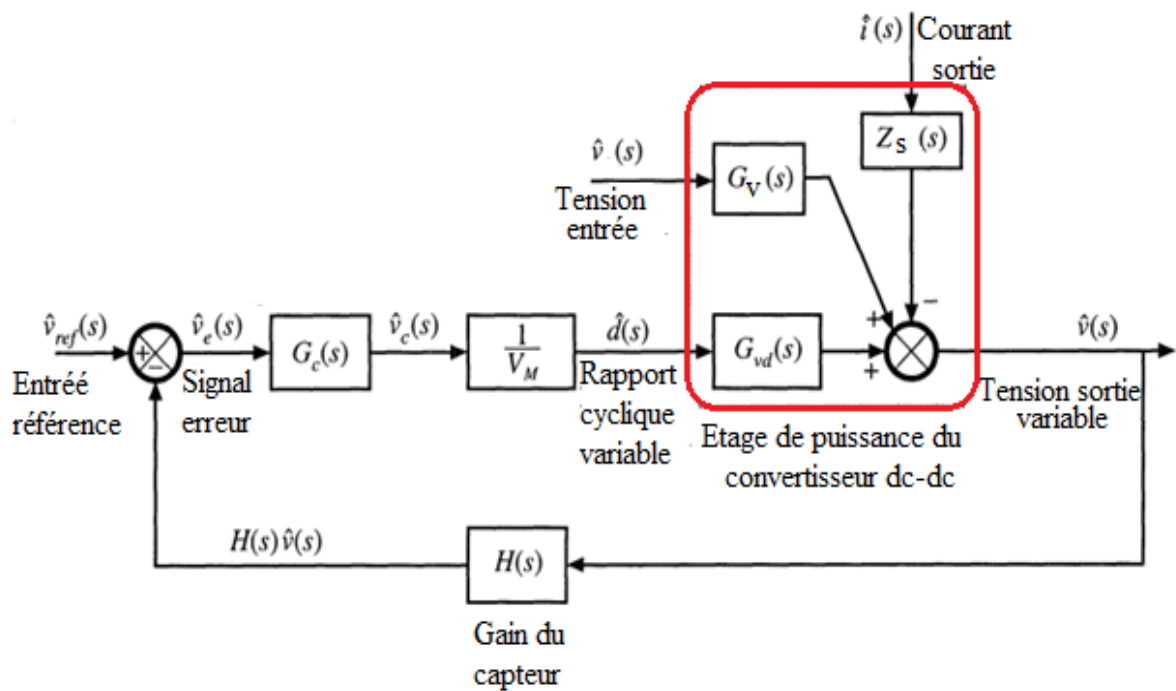 î(s) Courant
sortie
Z_S (s)
v̂ (s)
Tension
entrée
G_V(s)
v̂_ref(s)
v̂_e(s)
G_c(s)
v̂_c(s)
1/V_M
d̂(s)
G_vd(s)
v̂(s)
+
−
+
+
−
Entréé
référence
Signal
erreur
Rapport
cyclique
variable
Tension sortie
variable
Etage de puissance du
convertisseur dc-dc
H(s)v̂(s)
H(s)
Gain du
capteur